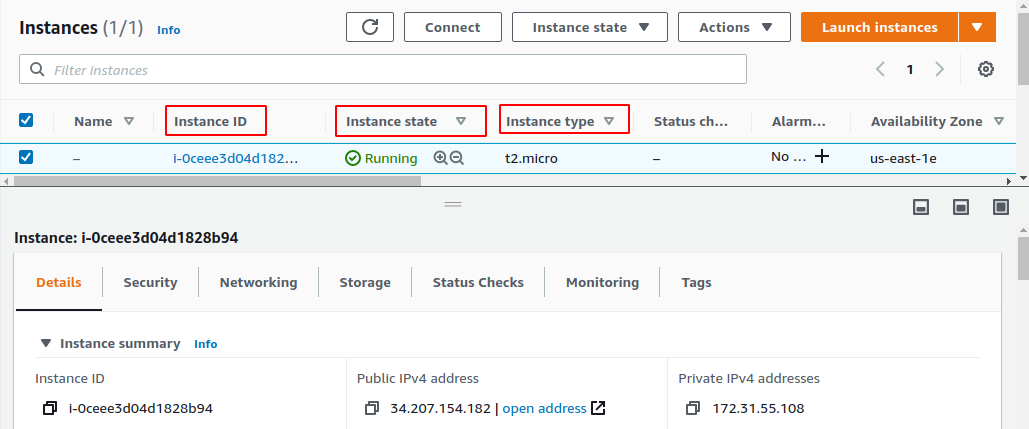 Instances (1/1) Info Connect Instance state Actions Launch instances
Filter instances 1
Name Instance ID Instance state Instance type Status ch... Alarm... Availability Zone
– i-0ceee3d04d182... Running t2.micro – No ... us-east-1e
Instance: i-0ceee3d04d1828b94
Details Security Networking Storage Status Checks Monitoring Tags
Instance summary Info
Instance ID Public IPv4 address Private IPv4 addresses
i-0ceee3d04d1828b94 34.207.154.182 | open address 172.31.55.108